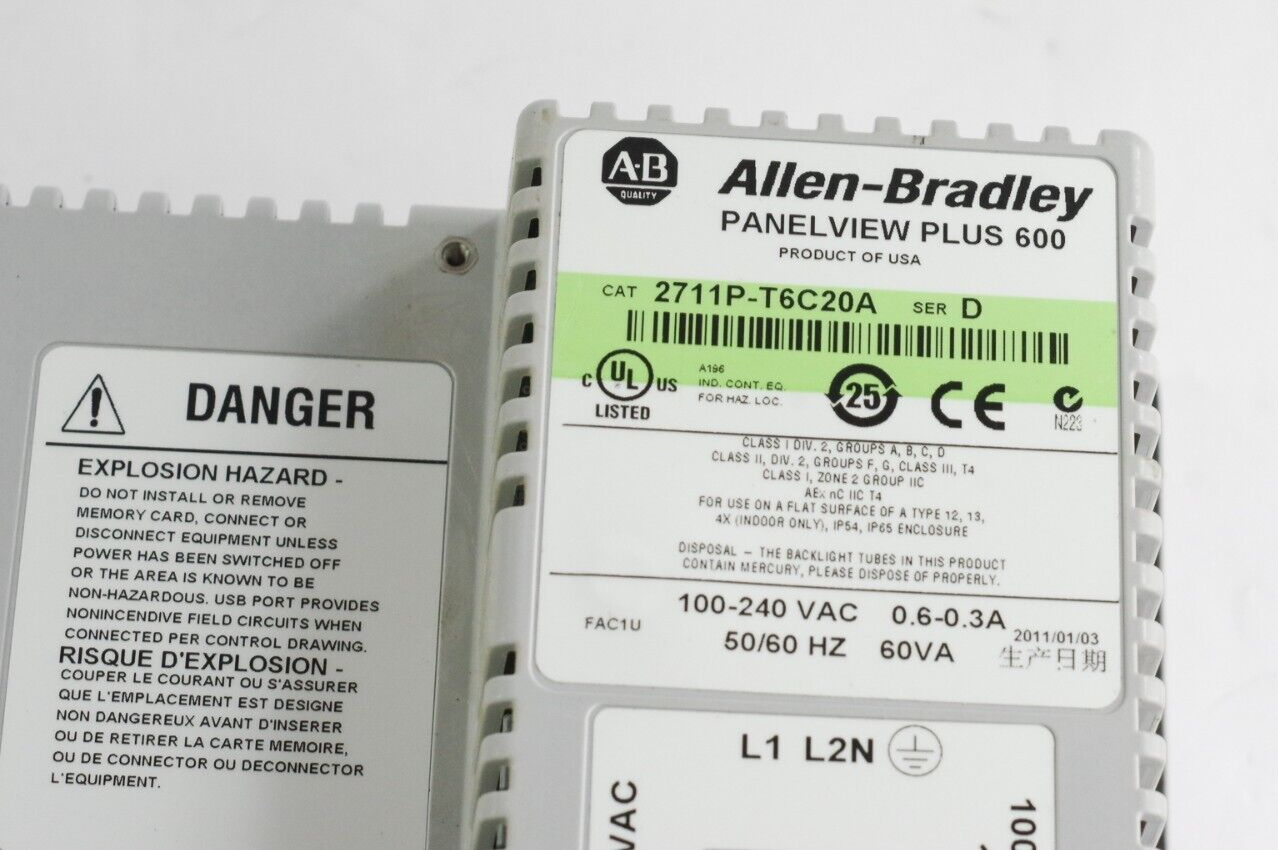 DANGER
EXPLOSION HAZARD -
DO NOT INSTALL OR REMOVE
MEMORY CARD, CONNECT OR
DISCONNECT EQUIPMENT UNLESS
POWER HAS BEEN SWITCHED OFF
OR THE AREA IS KNOWN TO BE
NON-HAZARDOUS. USB PORT PROVIDES
NONINCENDIVE FIELD CIRCUITS WHEN
CONNECTED PER CONTROL DRAWING.
RISQUE D'EXPLOSION -
COUPER LE COURANT OU S'ASSURER
QUE L'EMPLACEMENT EST DESIGNE
NON DANGEREUX AVANT D'INSERER
OU DE RETIRER LA CARTE MEMOIRE,
OU DE CONNECTOR OU DECONNECTOR
L'EQUIPMENT.
A·B
QUALITY
Allen-Bradley
PANELVIEW PLUS 600
PRODUCT OF USA
CAT 2711P-T6C20A SER D
C UL US
LISTED
A196
IND. CONT. EQ.
FOR HAZ. LOC.
25
CE
N223
CLASS I DIV. 2, GROUPS A, B, C, D
CLASS II, DIV. 2, GROUPS F, G, CLASS III, T4
CLASS I, ZONE 2 GROUP IIC
AEx nC IIC T4
FOR USE ON A FLAT SURFACE OF A TYPE 12, 13,
4X (INDOOR ONLY), IP54, IP65 ENCLOSURE
DISPOSAL – THE BACKLIGHT TUBES IN THIS PRODUCT
CONTAIN MERCURY, PLEASE DISPOSE OF PROPERLY.
FAC1U
100-240 VAC 0.6-0.3A
50/60 HZ 60VA
2011/01/03
生产日期
L1 L2N
VAC
100